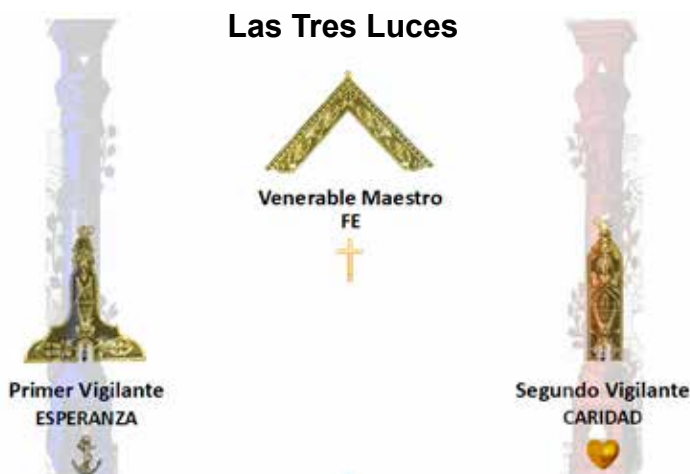 Las Tres Luces
Venerable Maestro
FE
Primer Vigilante
ESPERANZA
Segundo Vigilante
CARIDAD